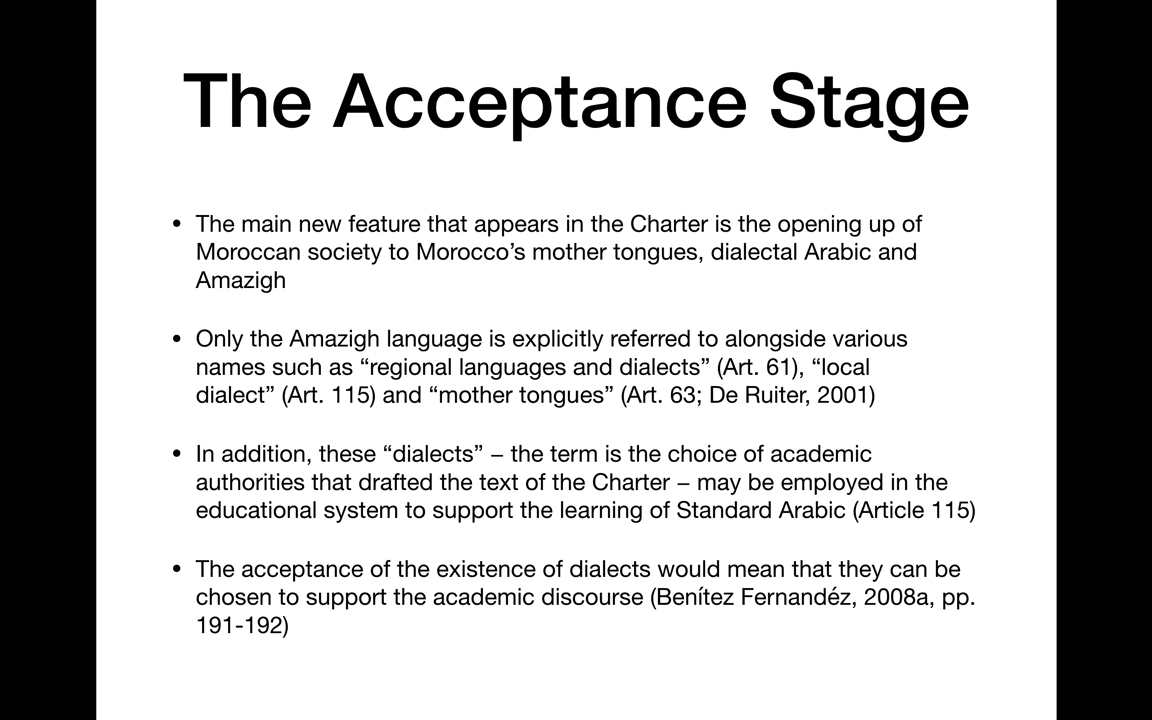 The Acceptance Stage
• The main new feature that appears in the Charter is the opening up of
Moroccan society to Morocco’s mother tongues, dialectal Arabic and
Amazigh
• Only the Amazigh language is explicitly referred to alongside various
names such as “regional languages and dialects” (Art. 61), “local
dialect” (Art. 115) and “mother tongues” (Art. 63; De Ruiter, 2001)
• In addition, these “dialects” – the term is the choice of academic
authorities that drafted the text of the Charter – may be employed in the
educational system to support the learning of Standard Arabic (Article 115)
• The acceptance of the existence of dialects would mean that they can be
chosen to support the academic discourse (Benítez Fernandéz, 2008a, pp.
191-192)